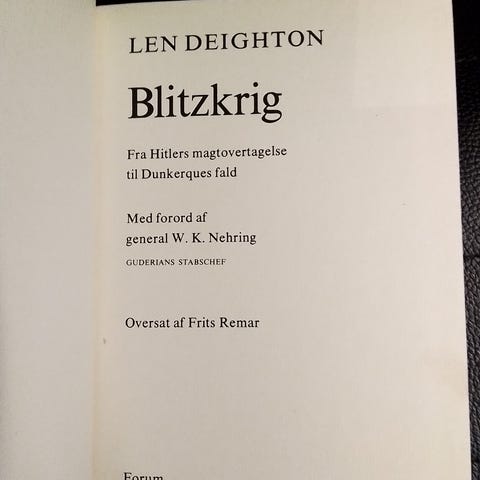 LEN DEIGHTON
Blitzkrig
Fra Hitlers magtovertagelse
til Dunkerques fald
Med forord af
general W. K. Nehring
GUDERIANS STABSCHEF
Oversat af Frits Remar
Forum